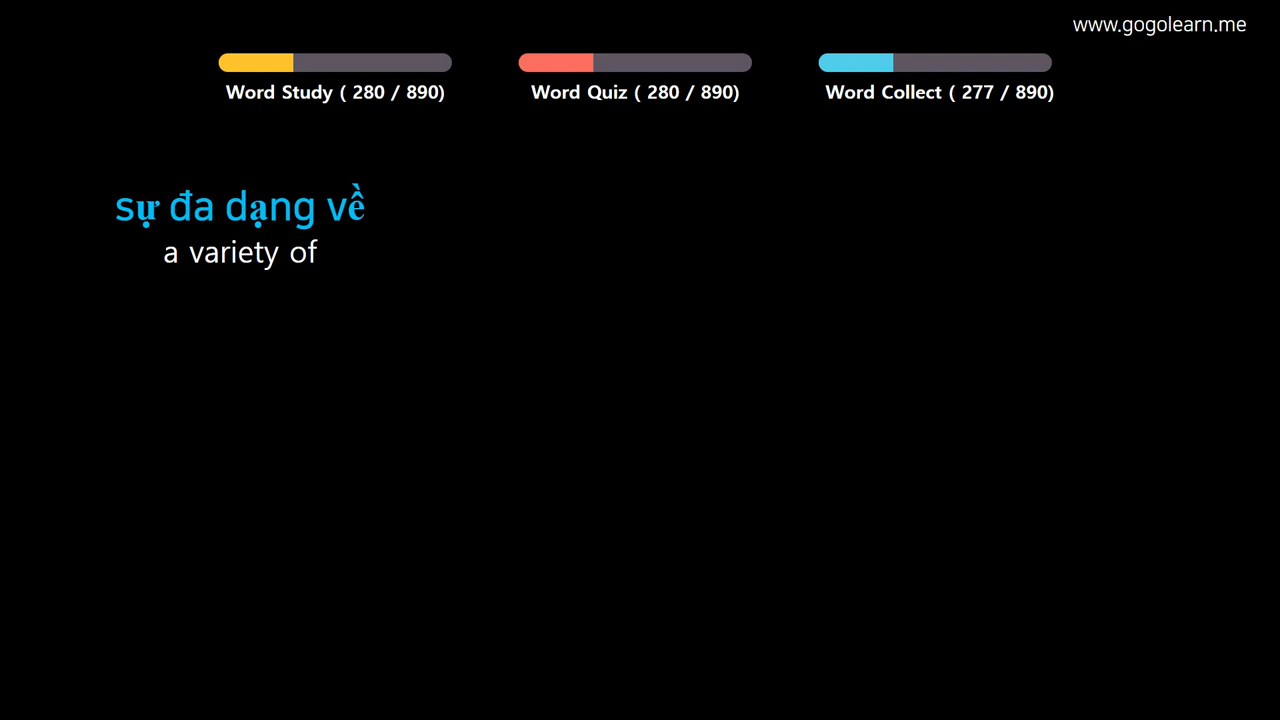 www.gogolearn.me
Word Study ( 280 / 890)
Word Quiz ( 280 / 890)
Word Collect ( 277 / 890)
sự đa dạng về
a variety of